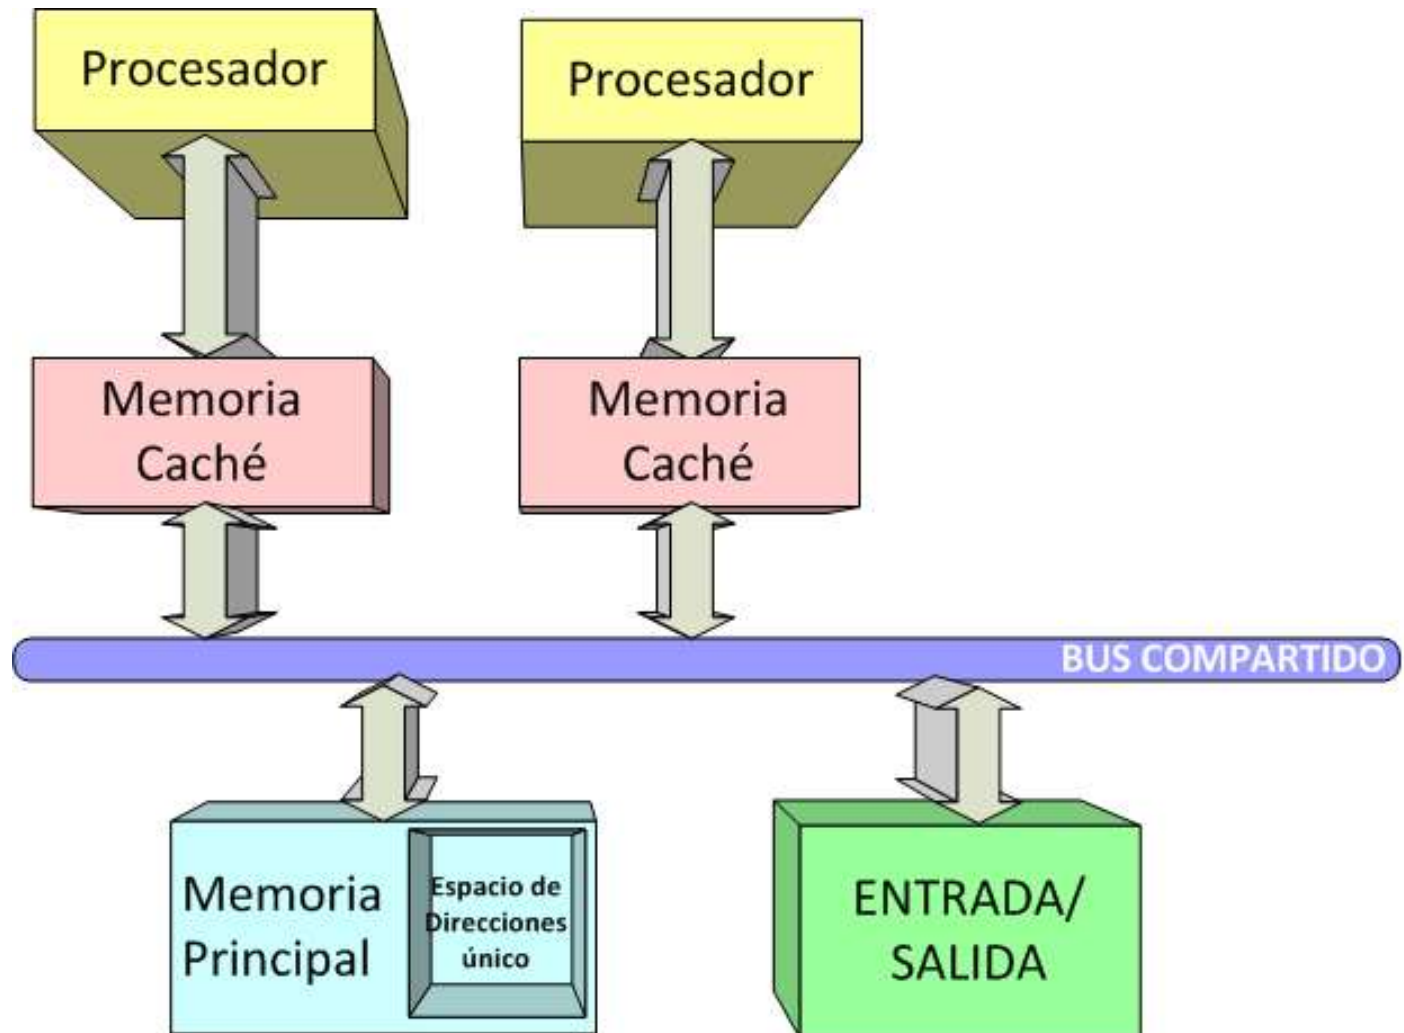 Procesador
Procesador
Memoria
Caché
Memoria
Caché
BUS COMPARTIDO
Memoria
Principal
Espacio de
Direcciones
único
ENTRADA/
SALIDA